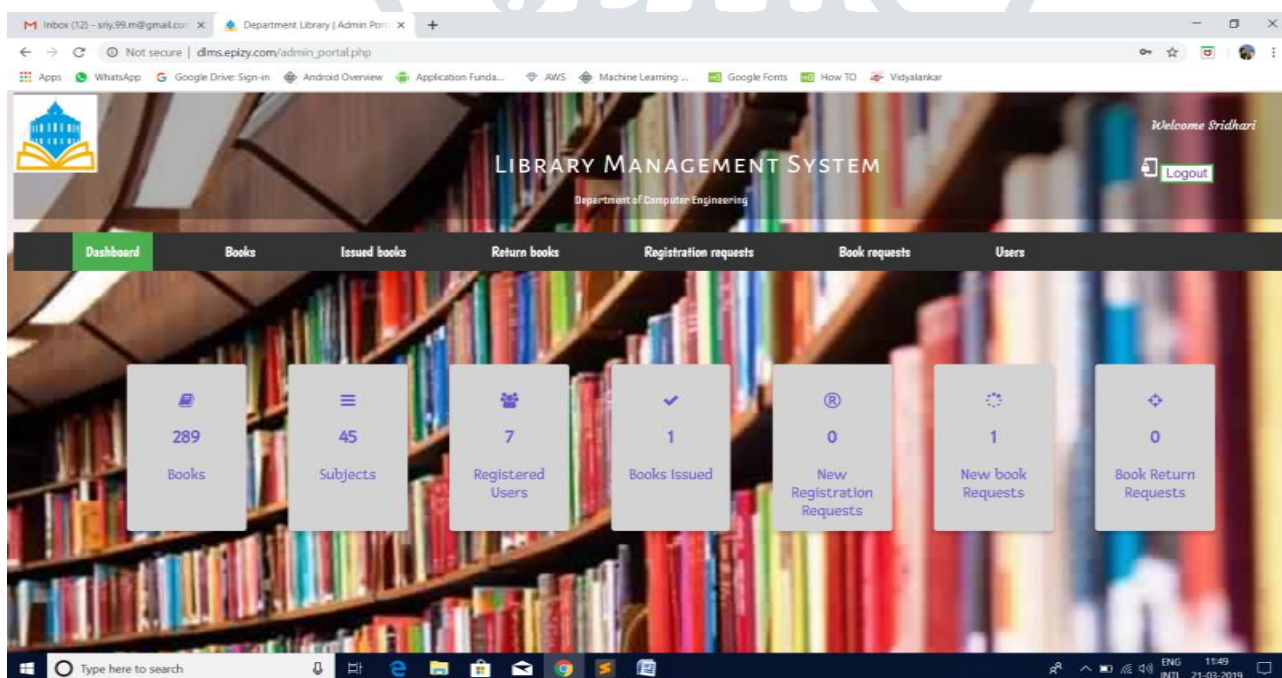 Inbox (12) - sriy.99.m@gmail.con
Department Library | Admin Port
Not secure | dlms.epizy.com/admin_portal.php
Apps WhatsApp Google Drive: Sign-in Android Overview Application Funda... AWS Machine Learning ... Google Fonts How TO Vidyalankar
Welcome Sridhari
LIBRARY MANAGEMENT SYSTEM
Logout
Department of Computer Engineering
Dashboard Books Issued books Return books Registration requests Book requests Users
289
Books
45
Subjects
7
Registered
Users
1
Books Issued
0
New
Registration
Requests
1
New book
Requests
0
Book Return
Requests
Type here to search
ENG
INTL
11:49
21-03-2019